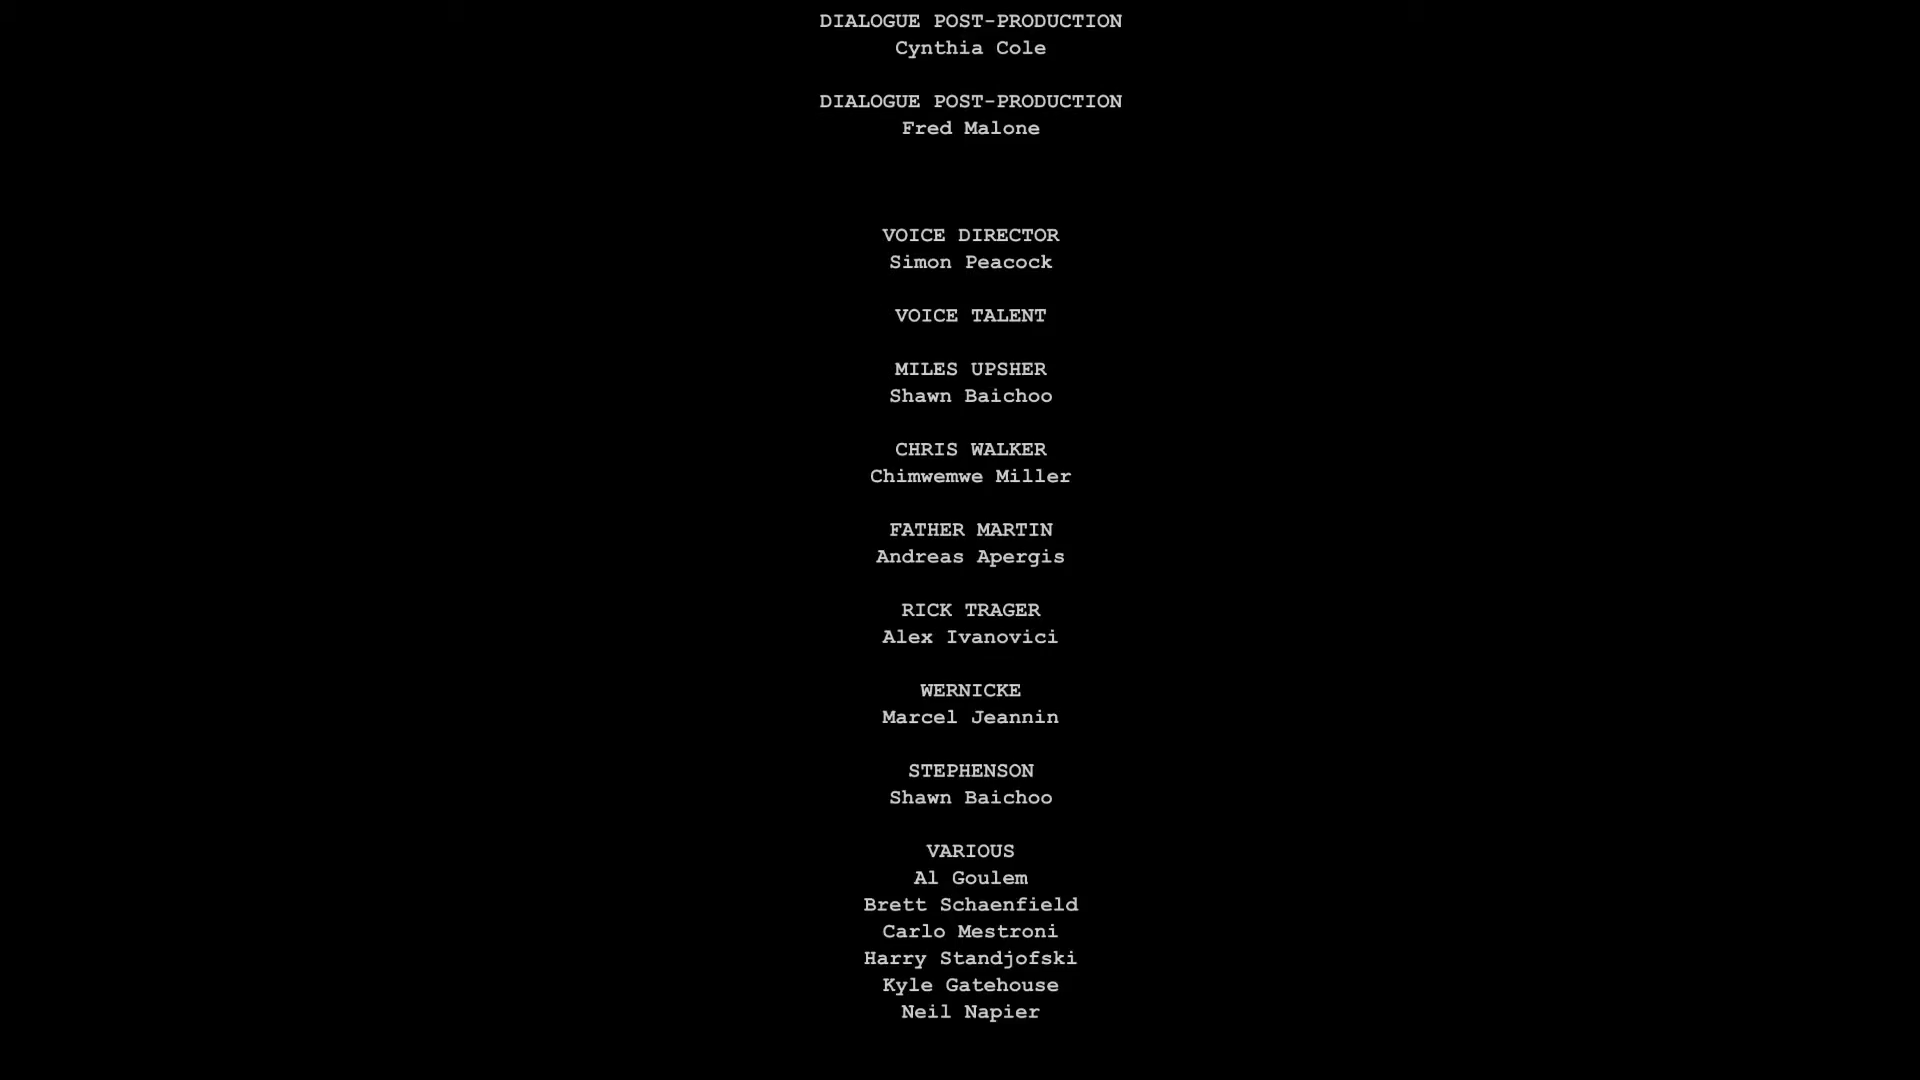 DIALOGUE POST-PRODUCTION
Cynthia Cole
DIALOGUE POST-PRODUCTION
Fred Malone
VOICE DIRECTOR
Simon Peacock
VOICE TALENT
MILES UPSHER
Shawn Baichoo
CHRIS WALKER
Chimwemwe Miller
FATHER MARTIN
Andreas Apergis
RICK TRAGER
Alex Ivanovici
WERNICKE
Marcel Jeannin
STEPHENSON
Shawn Baichoo
VARIOUS
Al Goulem
Brett Schaenfield
Carlo Mestroni
Harry Standjofski
Kyle Gatehouse
Neil Napier